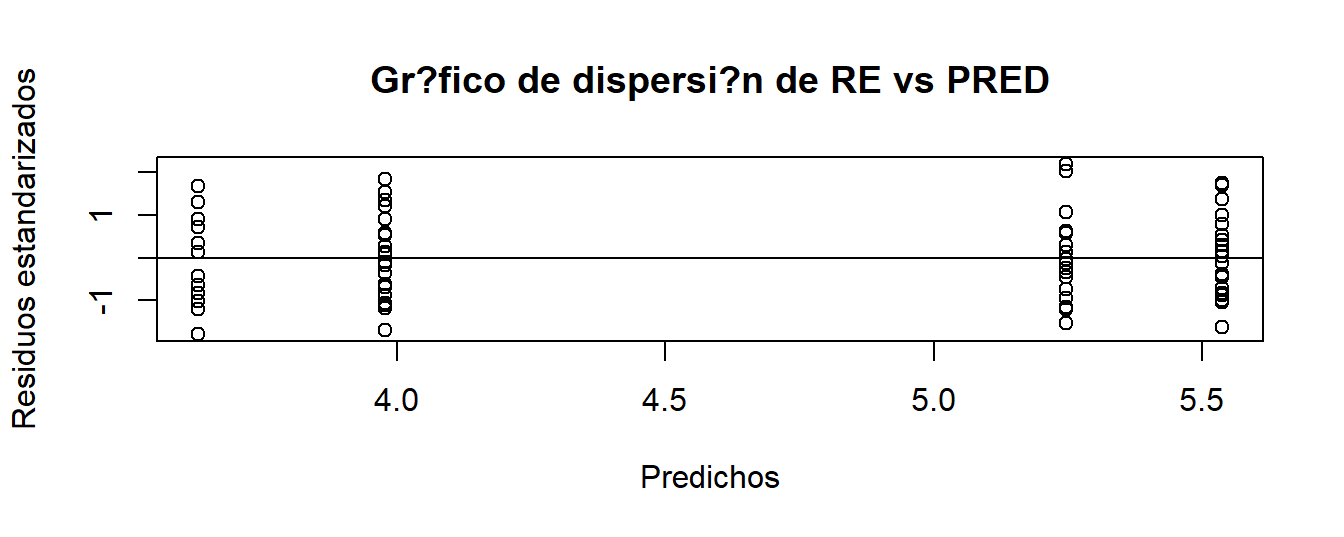 Gr?fico de dispersi?n de RE vs PRED
Residuos estandarizados
1
-1
4.0 4.5 5.0 5.5
Predichos